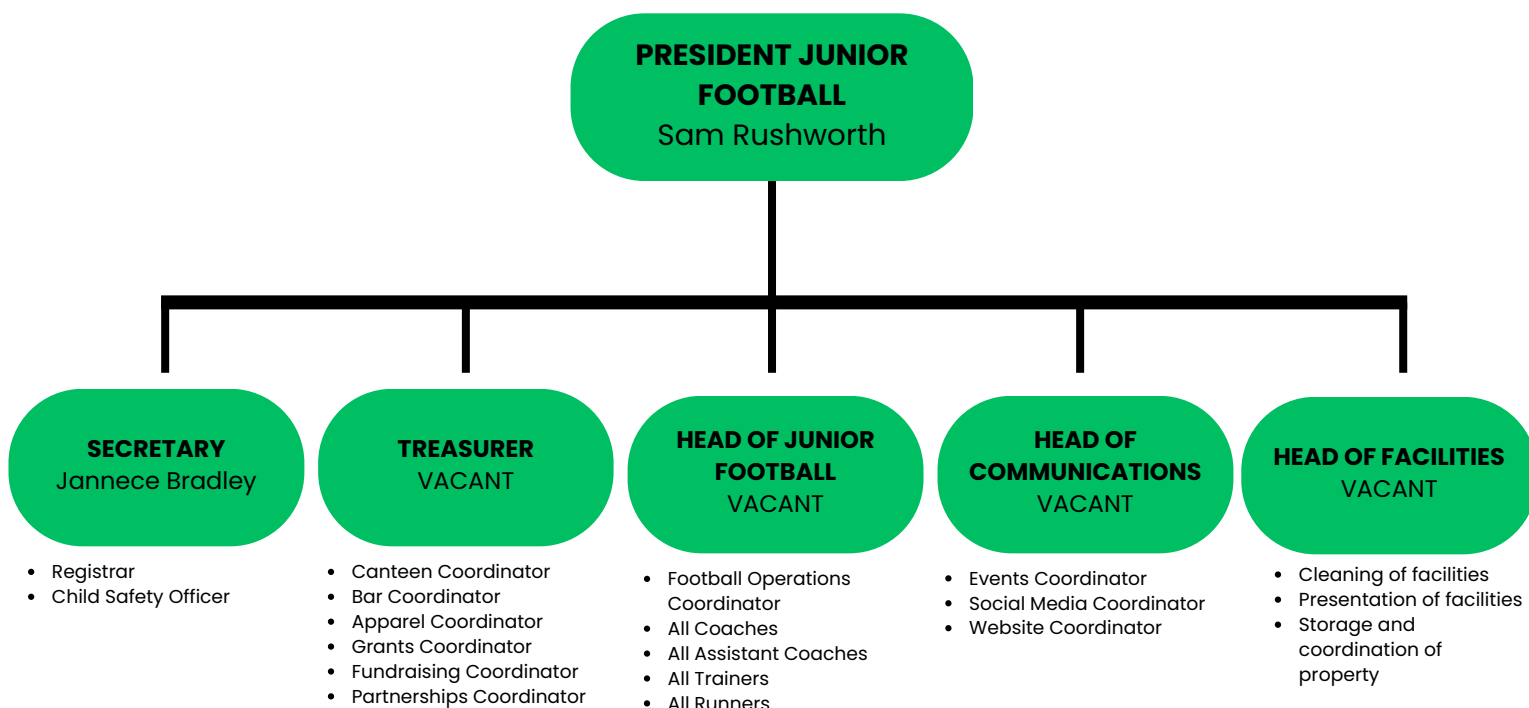 PRESIDENT JUNIOR
FOOTBALL
Sam Rushworth
SECRETARY
Jannece Bradley
• Registrar
• Child Safety Officer
TREASURER
VACANT
• Canteen Coordinator
• Bar Coordinator
• Apparel Coordinator
• Grants Coordinator
• Fundraising Coordinator
• Partnerships Coordinator
HEAD OF JUNIOR
FOOTBALL
VACANT
• Football Operations
Coordinator
• All Coaches
• All Assistant Coaches
• All Trainers
• All Runners
HEAD OF
COMMUNICATIONS
VACANT
• Events Coordinator
• Social Media Coordinator
• Website Coordinator
HEAD OF FACILITIES
VACANT
• Cleaning of facilities
• Presentation of facilities
• Storage and
coordination of
property